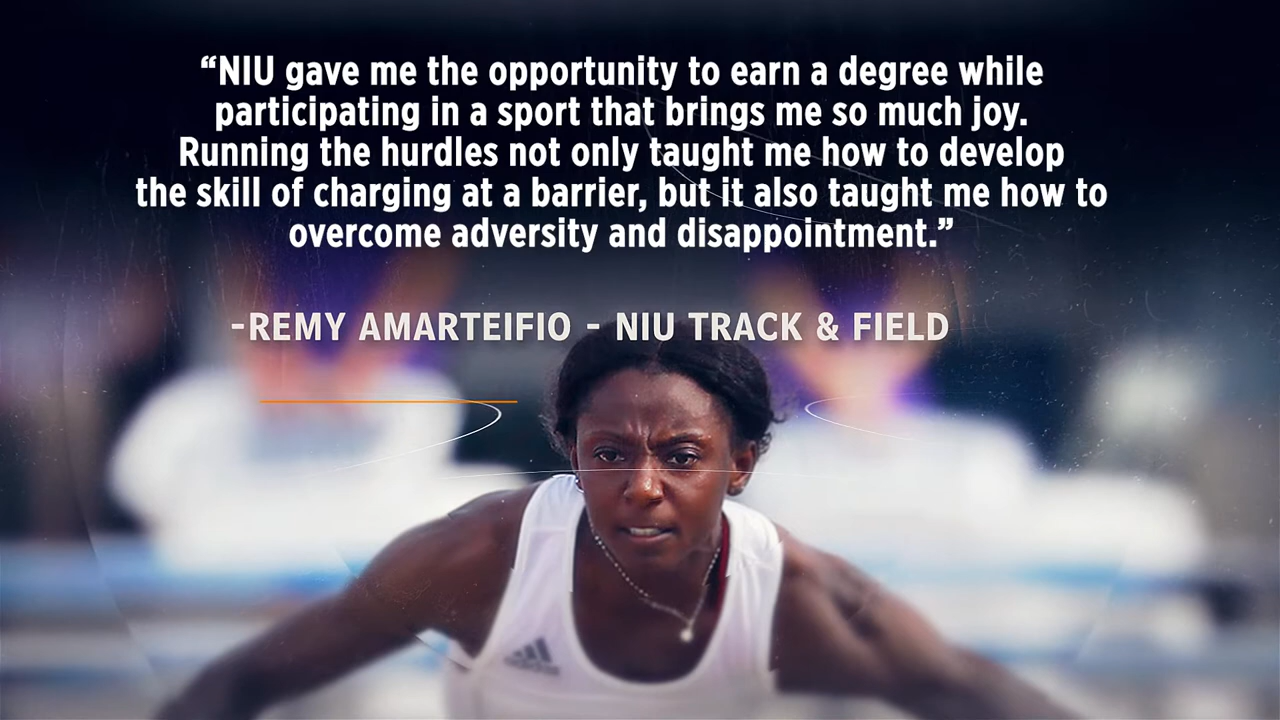 “NIU gave me the opportunity to earn a degree while
participating in a sport that brings me so much joy.
Running the hurdles not only taught me how to develop
the skill of charging at a barrier, but it also taught me how to
overcome adversity and disappointment.”
-REMY AMARTEIFIO - NIU TRACK & FIELD